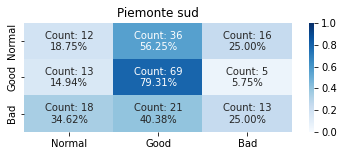 Piemonte sud
Normal
Count: 12
18.75%
Count: 36
56.25%
Count: 16
25.00%
Good
Count: 13
14.94%
Count: 69
79.31%
Count: 5
5.75%
Bad
Count: 18
34.62%
Count: 21
40.38%
Count: 13
25.00%
Normal
Good
Bad
1.0
0.8
0.6
0.4
0.2
0.0